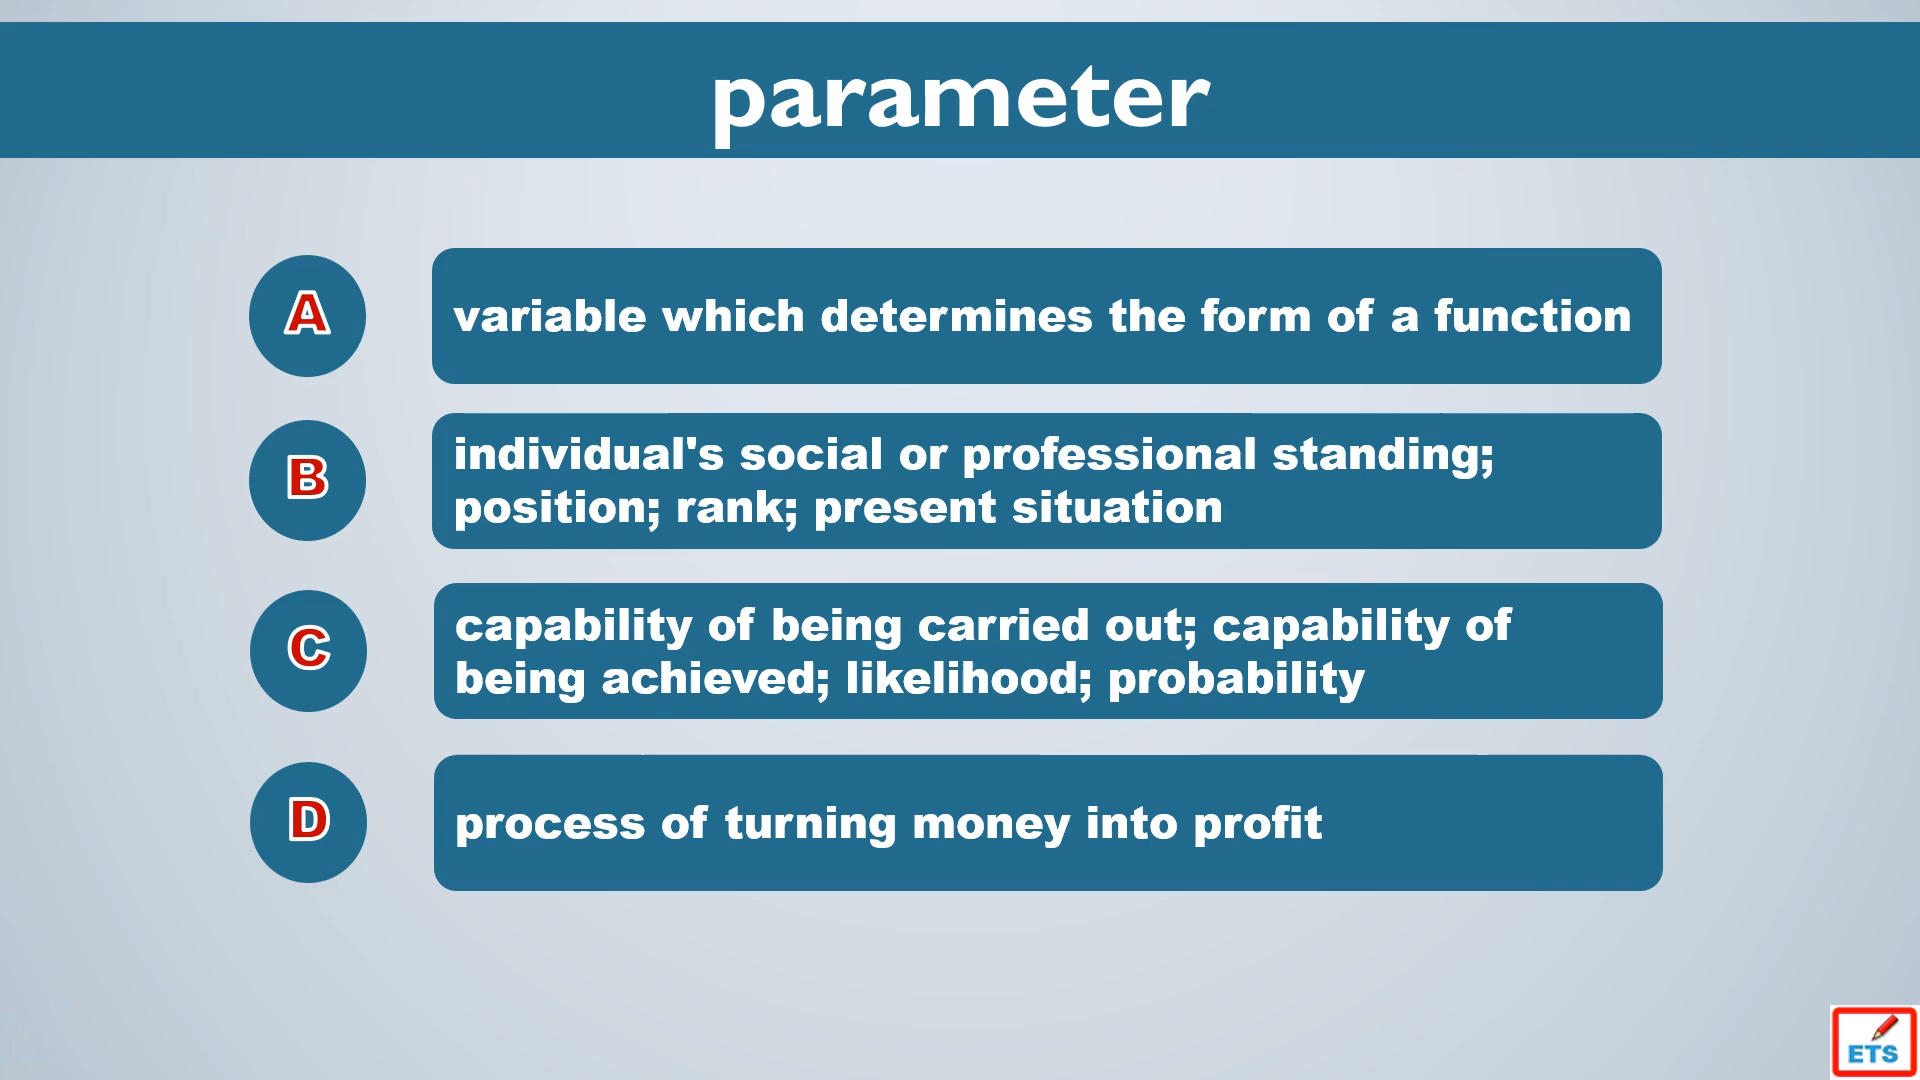 parameter
A
variable which determines the form of a function
B
individual's social or professional standing;
position; rank; present situation
C
capability of being carried out; capability of
being achieved; likelihood; probability
D
process of turning money into profit
ETS